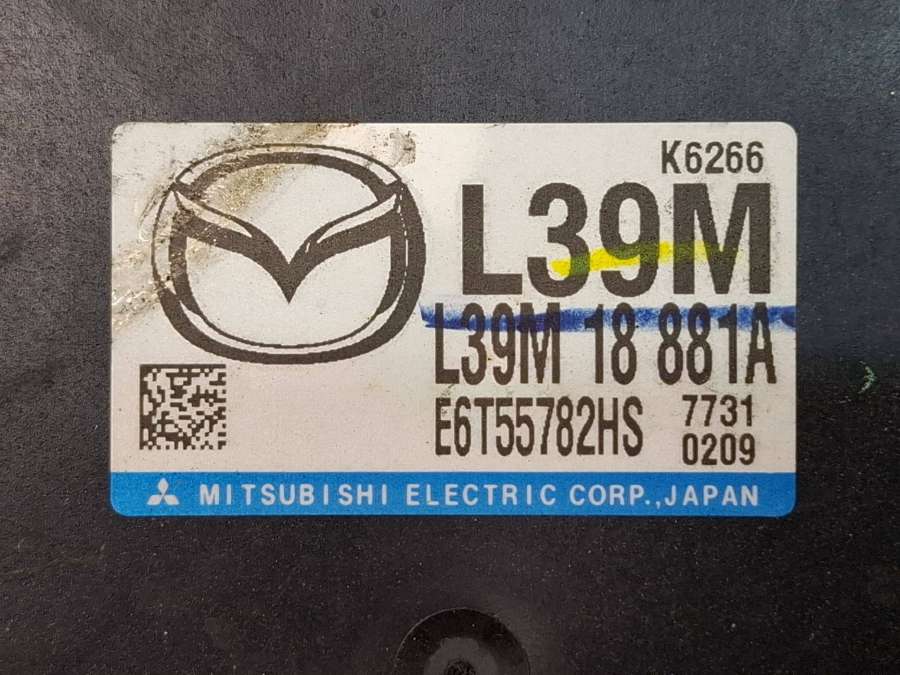 K6266
L39M
L39M 18 881A
E6T55782HS 7731
0209
MITSUBISHI ELECTRIC CORP.,JAPAN